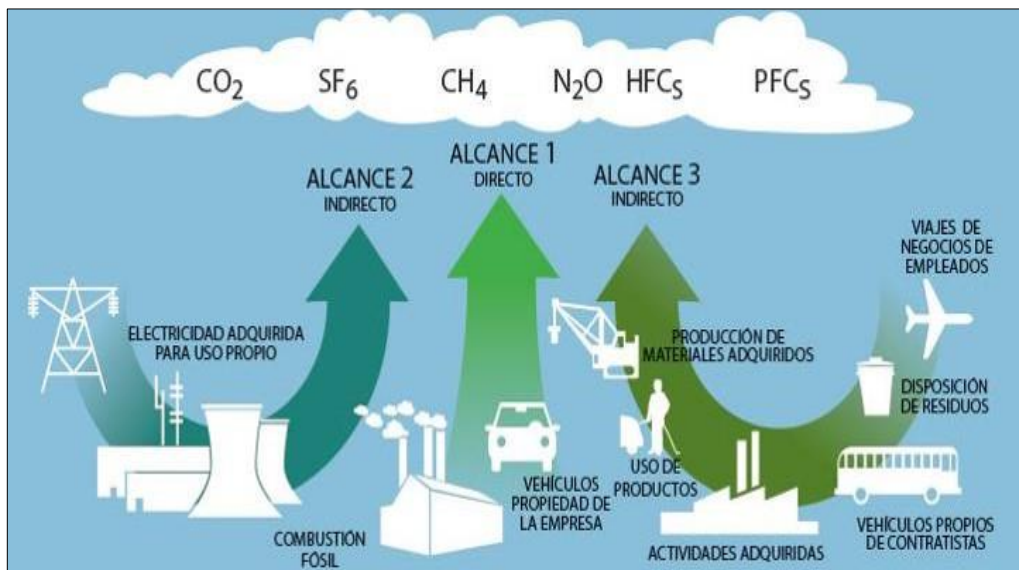 CO2
SF6
CH4
N2O
HFCS
PFCS
ALCANCE 2
INDIRECTO
ALCANCE 1
DIRECTO
ALCANCE 3
INDIRECTO
VIAJES DE
NEGOCIOS DE
EMPLEADOS
ELECTRICIDAD ADQUIRIDA
PARA USO PROPIO
PRODUCCIÓN DE
MATERIALES ADQUIRIDOS
DISPOSICIÓN
DE RESIDUOS
COMBUSTIÓN
FÓSIL
VEHÍCULOS
PROPIEDAD DE
LA EMPRESA
USO DE
PRODUCTOS
ACTIVIDADES ADQUIRIDAS
VEHÍCULOS PROPIOS
DE CONTRATISTAS